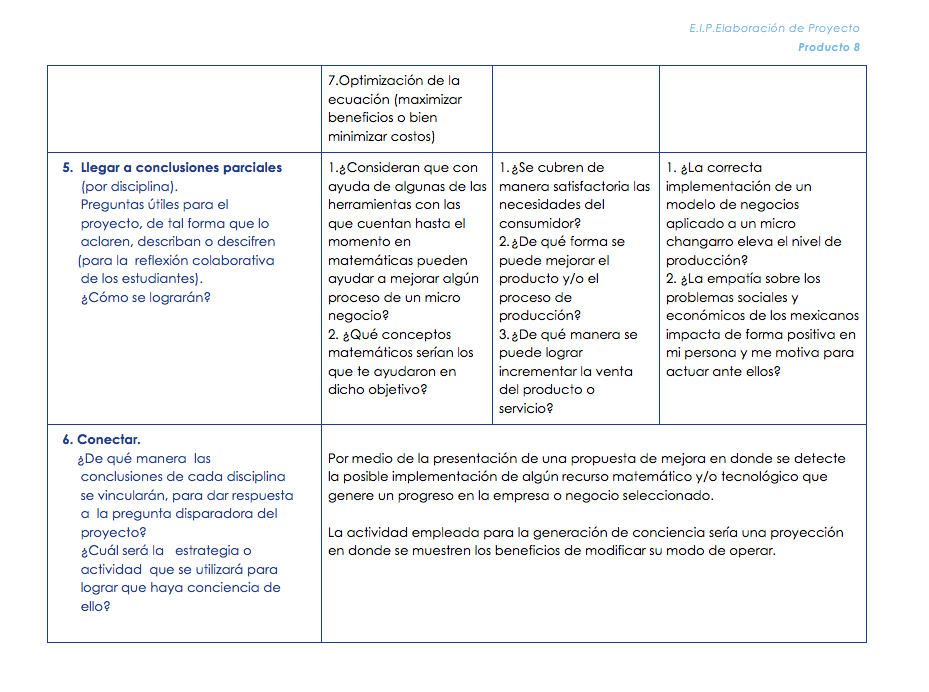 E.I.P.Elaboración de Proyecto
Producto 8
7.Optimización de la
ecuación (maximizar
beneficios o bien
minimizar costos)
5. Llegar a conclusiones parciales
(por disciplina).
Preguntas útiles para el
proyecto, de tal forma que lo
aclaren, describan o descifren
(para la reflexión colaborativa
de los estudiantes).
¿Cómo se lograrán?
1.¿Consideran que con
ayuda de algunas de las
herramientas con las
que cuentan hasta el
momento en
matemáticas pueden
ayudar a mejorar algún
proceso de un micro
negocio?
2. ¿Qué conceptos
matemáticos serían los
que te ayudaron en
dicho objetivo?
1.¿Se cubren de
manera satisfactoria las
necesidades del
consumidor?
2.¿De qué forma se
puede mejorar el
producto y/o el
proceso de
producción?
3.¿De qué manera se
puede lograr
incrementar la venta
del producto o
servicio?
1. ¿La correcta
implementación de un
modelo de negocios
aplicado a un micro
changarro eleva el nivel de
producción?
2. ¿La empatía sobre los
problemas sociales y
económicos de los mexicanos
impacta de forma positiva en
mi persona y me motiva para
actuar ante ellos?
6. Conectar.
¿De qué manera las
conclusiones de cada disciplina
se vincularán, para dar respuesta
a la pregunta disparadora del
proyecto?
¿Cuál será la estrategia o
actividad que se utilizará para
lograr que haya conciencia de
ello?
Por medio de la presentación de una propuesta de mejora en donde se detecte
la posible implementación de algún recurso matemático y/o tecnológico que
genere un progreso en la empresa o negocio seleccionado.
La actividad empleada para la generación de conciencia sería una proyección
en donde se muestren los beneficios de modificar su modo de operar.